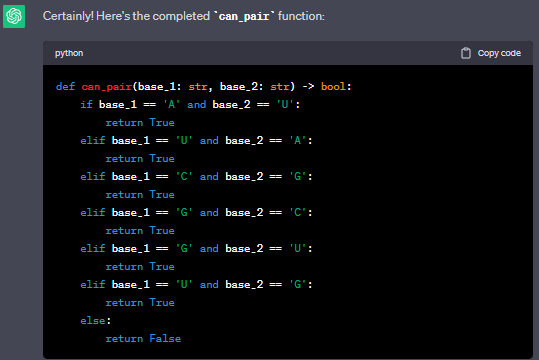 Certainly! Here's the completed `can_pair` function:
python Copy code
def can_pair(base_1: str, base_2: str) -> bool:
    if base_1 == 'A' and base_2 == 'U':
        return True
    elif base_1 == 'U' and base_2 == 'A':
        return True
    elif base_1 == 'C' and base_2 == 'G':
        return True
    elif base_1 == 'G' and base_2 == 'C':
        return True
    elif base_1 == 'G' and base_2 == 'U':
        return True
    elif base_1 == 'U' and base_2 == 'G':
        return True
    else:
        return False